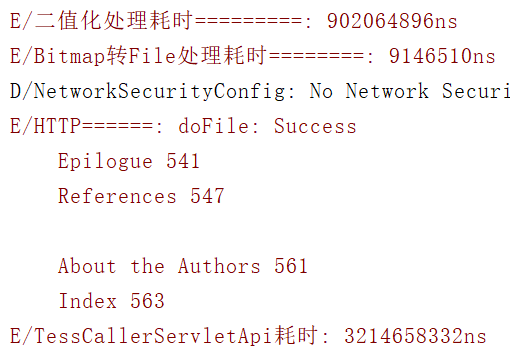 E/二值化处理耗时=========: 902064896ns
E/Bitmap转File处理耗时========: 9146510ns
D/NetworkSecurityConfig: No Network Securi
E/HTTP======: doFile: Success
Epilogue 541
References 547
About the Authors 561
Index 563
E/TessCallerServletApi耗时: 3214658332ns